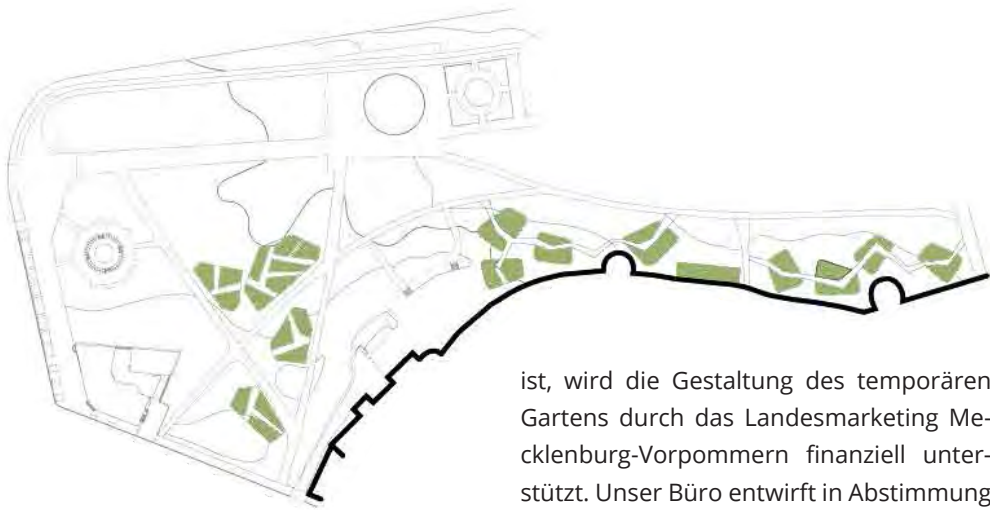 ist, wird die Gestaltung des temporären
Gartens durch das Landesmarketing Me-
cklenburg-Vorpommern finanziell unter-
stützt. Unser Büro entwirft in Abstimmung